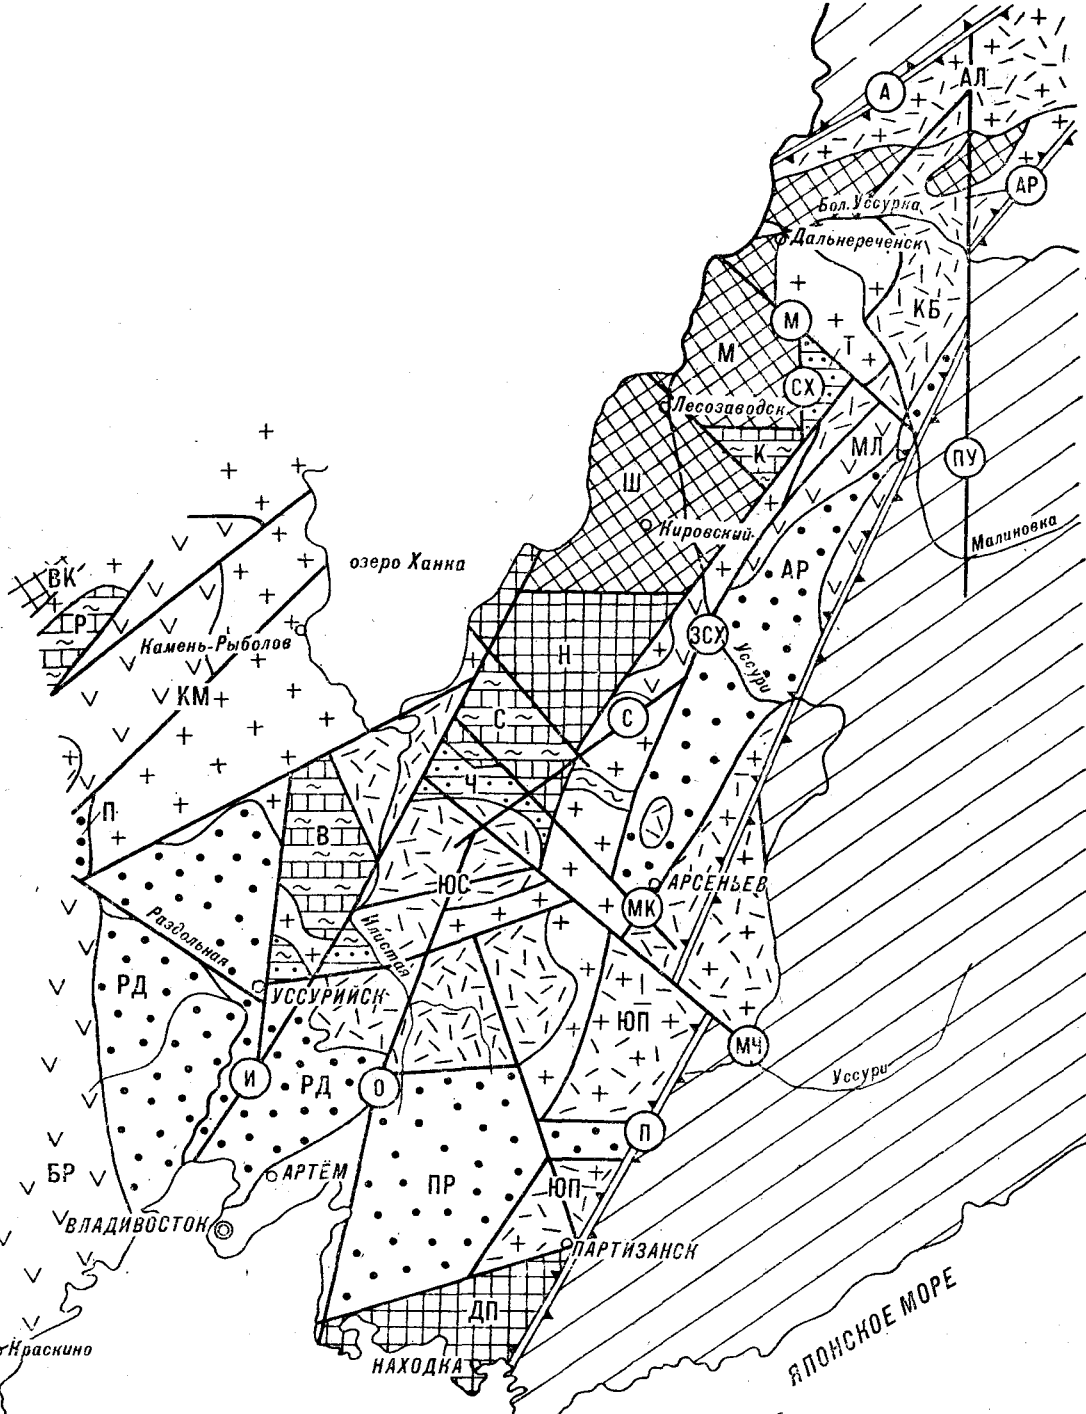 А
АЛ
АР
Бол. Уссурка
Дальнереченск
КБ
М
Т
М
СХ
Лесозаводск
К
МЛ
ПУ
Ш
Кировский
Малиновка
ВК
озеро Ханка
АР
Р
Камень-Рыболов
ЗСХ
Н
Уссури
КМ
С
С
Ч
П
В
ЮС
АРСЕНЬЕВ
МК
Раздольная
Илистая
РД
УССУРИЙСК
ЮП
МЧ
Уссури
И
РД
О
П
БР
АРТЁМ
ПР
ЮП
ВЛАДИВОСТОК
ПАРТИЗАНСК
ДП
ЯПОНСКОЕ МОРЕ
Краскино
НАХОДКА